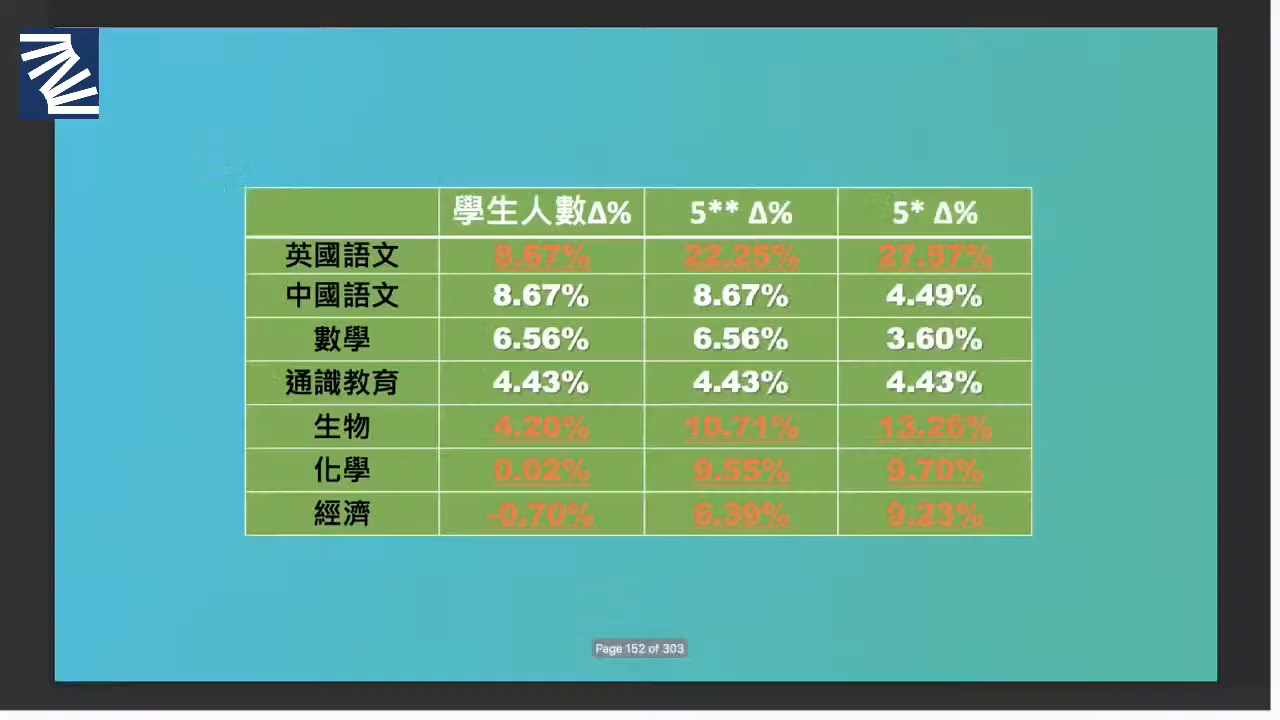 學生人數Δ% 5** Δ% 5* Δ%
英國語文 8.67% 22.25% 27.57%
中國語文 8.67% 8.67% 4.49%
數學 6.56% 6.56% 3.60%
通識教育 4.43% 4.43% 4.43%
生物 4.20% 10.71% 13.26%
化學 0.02% 9.55% 9.70%
經濟 -0.70% 6.39% 9.23%
Page 152 of 303